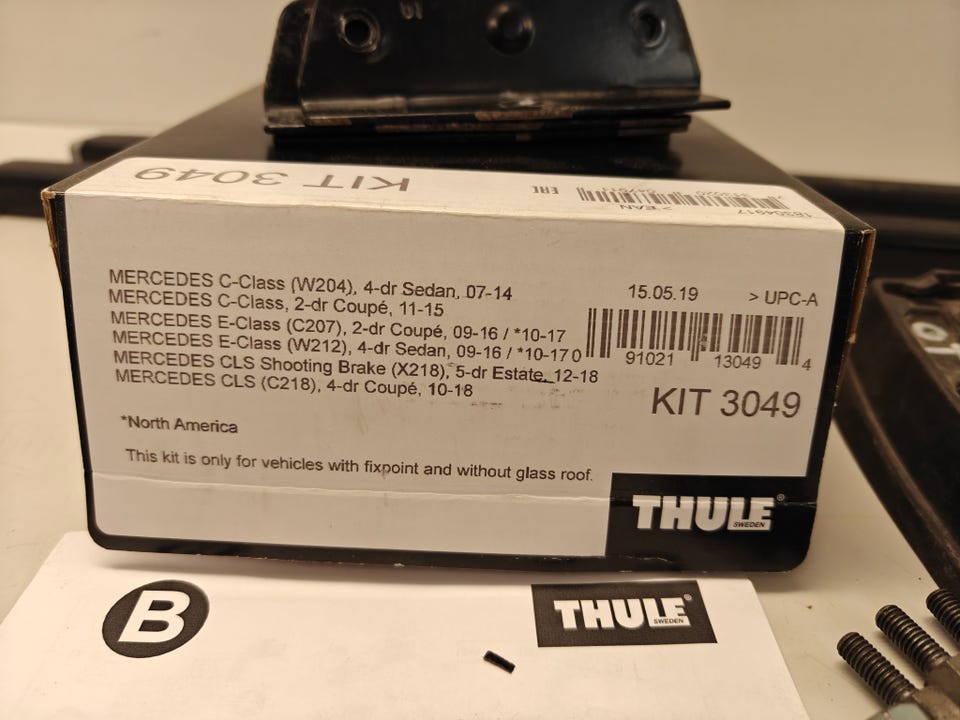 KIT 3049
EAC
>EAN
MERCEDES C-Class (W204), 4-dr Sedan, 07-14
MERCEDES C-Class, 2-dr Coupé, 11-15
MERCEDES E-Class (C207), 2-dr Coupé, 09-16 / *10-17
MERCEDES E-Class (W212), 4-dr Sedan, 09-16 / *10-17
MERCEDES CLS Shooting Brake (X218), 5-dr Estate, 12-18
MERCEDES CLS (C218), 4-dr Coupé, 10-18
*North America
This kit is only for vehicles with fixpoint and without glass roof.
15.05.19 > UPC-A
0 91021 13049 4
KIT 3049
THULE®
SWEDEN
B
THULE®
SWEDEN